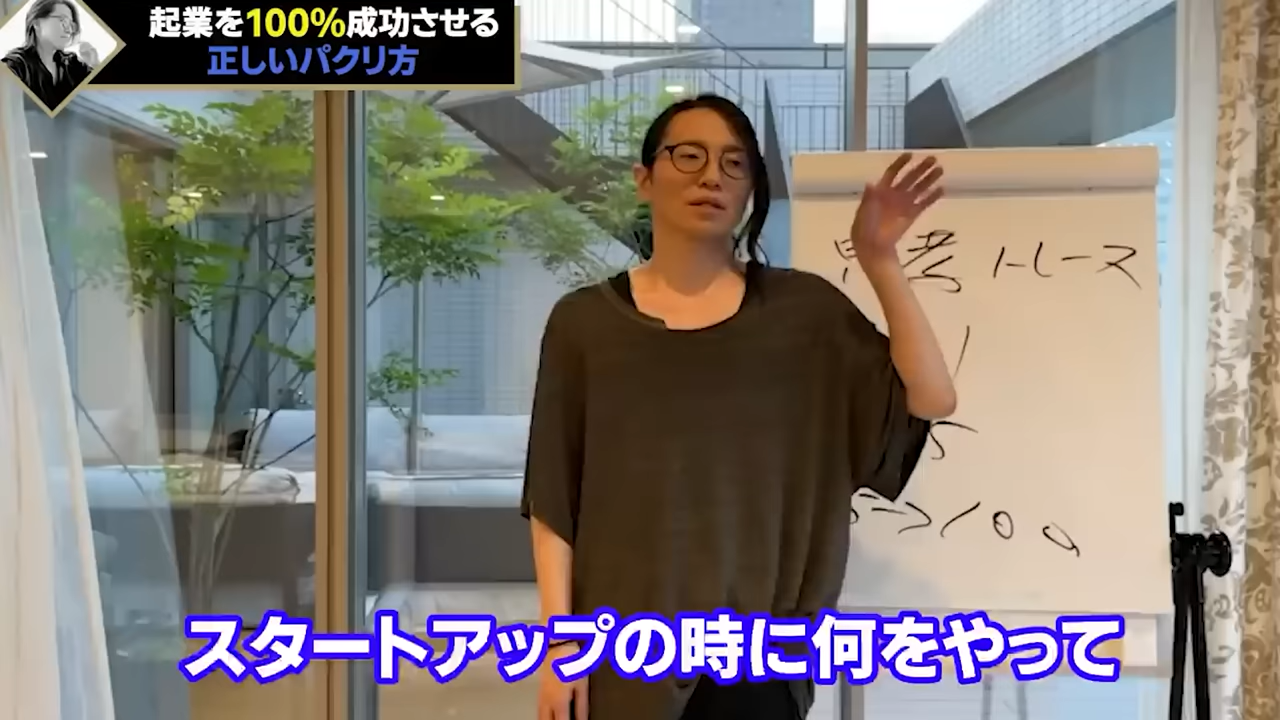 起業を100%成功させる
正しいパクリ方
思考 トレース
→100
スタートアップの時に何をやって